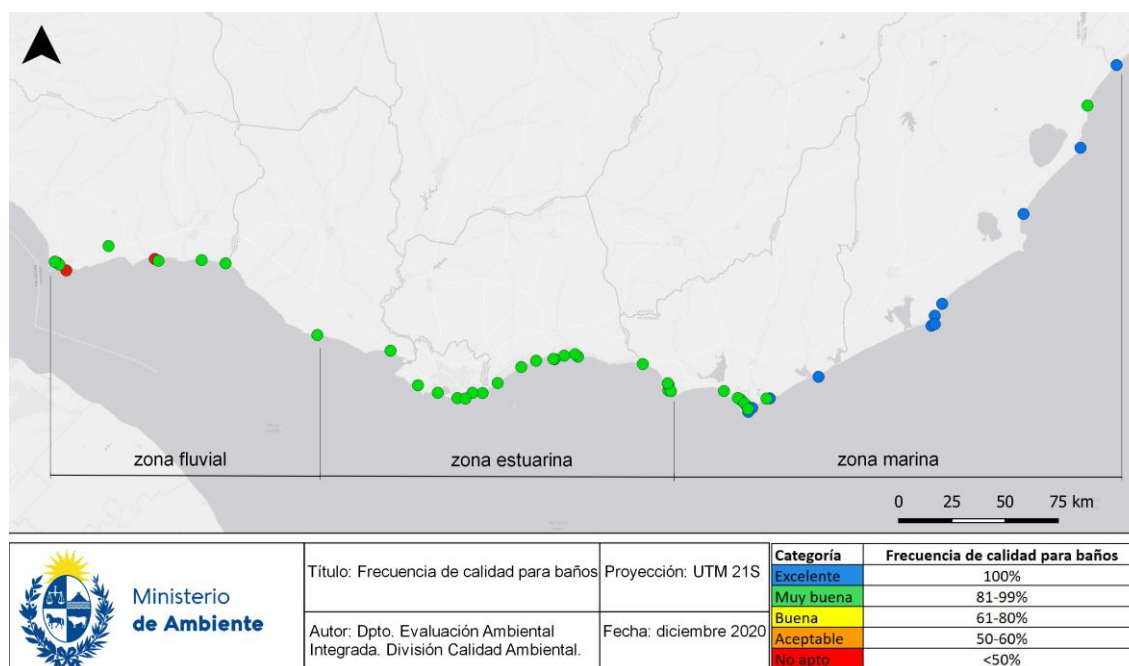 zona fluvial
zona estuarina
zona marina
0 25 50 75 km
Ministerio
de Ambiente
Título: Frecuencia de calidad para baños
Proyección: UTM 21S
Autor: Dpto. Evaluación Ambiental
Integrada. División Calidad Ambiental.
Fecha: diciembre 2020
Categoría Frecuencia de calidad para baños
Excelente 100%
Muy buena 81-99%
Buena 61-80%
Aceptable 50-60%
No apto <50%